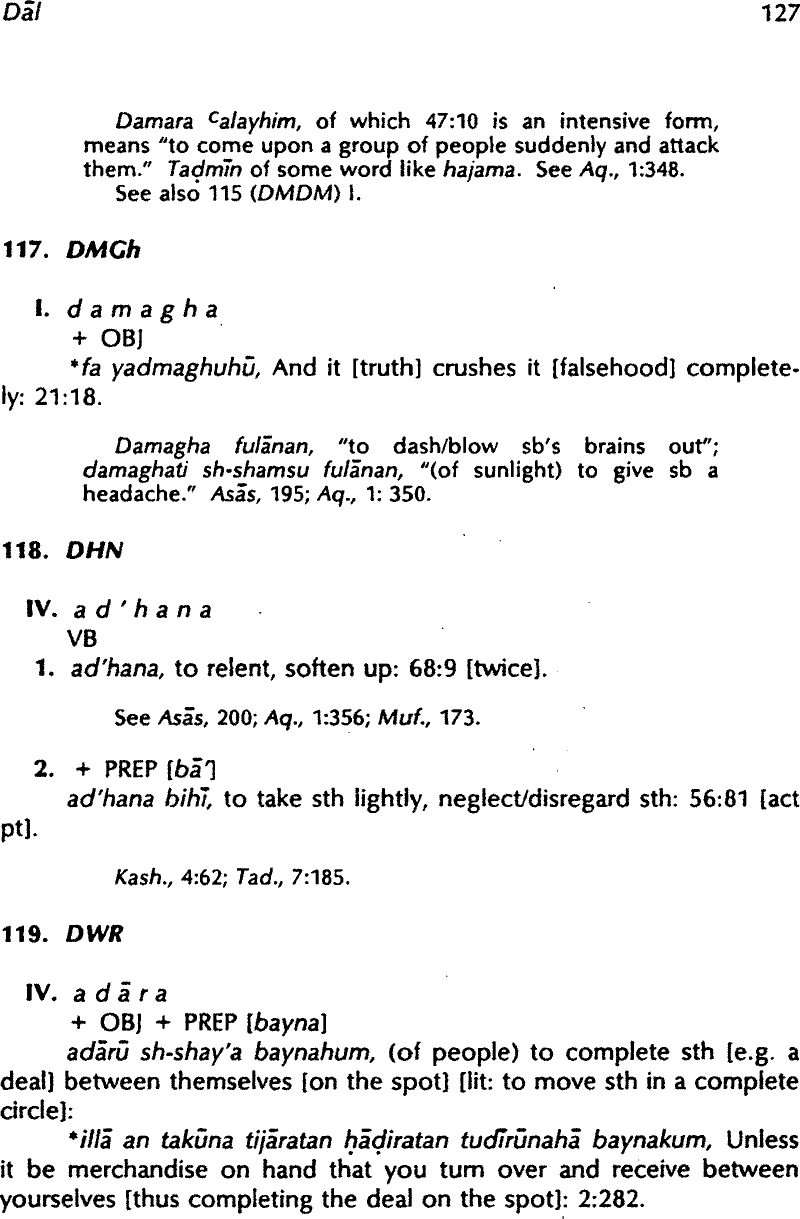 Dāl 127
Damara ᶜalayhim, of which 47:10 is an intensive form,
means "to come upon a group of people suddenly and attack
them." Taḍmīn of some word like hajama. See Aq., 1:348.
See also 115 (DMDM) I.
117. DMGh
I. d a m a g h a
+ OBJ
*fa yadmaghuhū, And it [truth] crushes it [falsehood] complete-
ly: 21:18.
Damagha fulānan, "to dash/blow sb's brains out";
damaghati sh-shamsu fulānan, "(of sunlight) to give sb a
headache." Asās, 195; Aq., 1: 350.
118. DHN
IV. a d ' h a n a
VB
1. ad'hana, to relent, soften up: 68:9 [twice].
See Asās, 200; Aq., 1:356; Muf., 173.
2. + PREP [bā']
ad'hana bihī, to take sth lightly, neglect/disregard sth: 56:81 [act
pt].
Kash., 4:62; Tad., 7:185.
119. DWR
IV. a d ā r a
+ OBJ + PREP [bayna]
adārū sh-shay'a baynahum, (of people) to complete sth [e.g. a
deal] between themselves [on the spot] [lit: to move sth in a complete
circle]:
*illā an takūna tijāratan ḥāḍiratan tudīrūnahā baynakum, Unless
it be merchandise on hand that you turn over and receive between
yourselves [thus completing the deal on the spot]: 2:282.